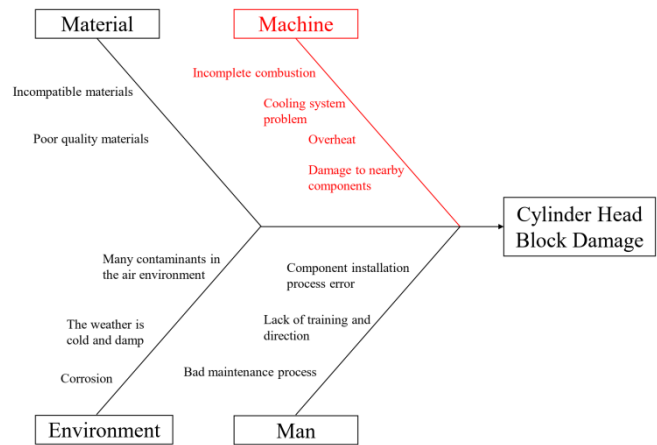 Material
Machine
Incomplete combustion
Incompatible materials
Cooling system
problem
Poor quality materials
Overheat
Damage to nearby
components
Cylinder Head
Block Damage
Many contaminants in
the air environment
Component installation
process error
The weather is
cold and damp
Lack of training and
direction
Corrosion
Bad maintenance process
Environment
Man